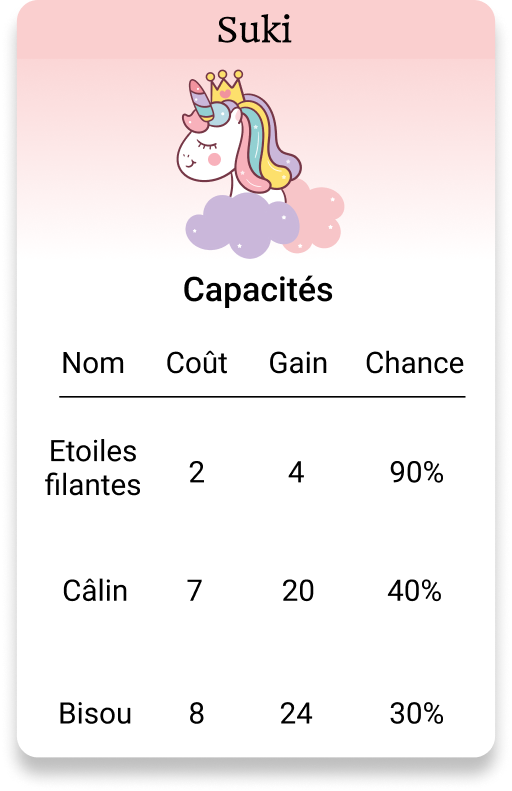 Suki
Capacités
Nom Coût Gain Chance
Etoiles
filantes 2 4 90%
Câlin 7 20 40%
Bisou 8 24 30%